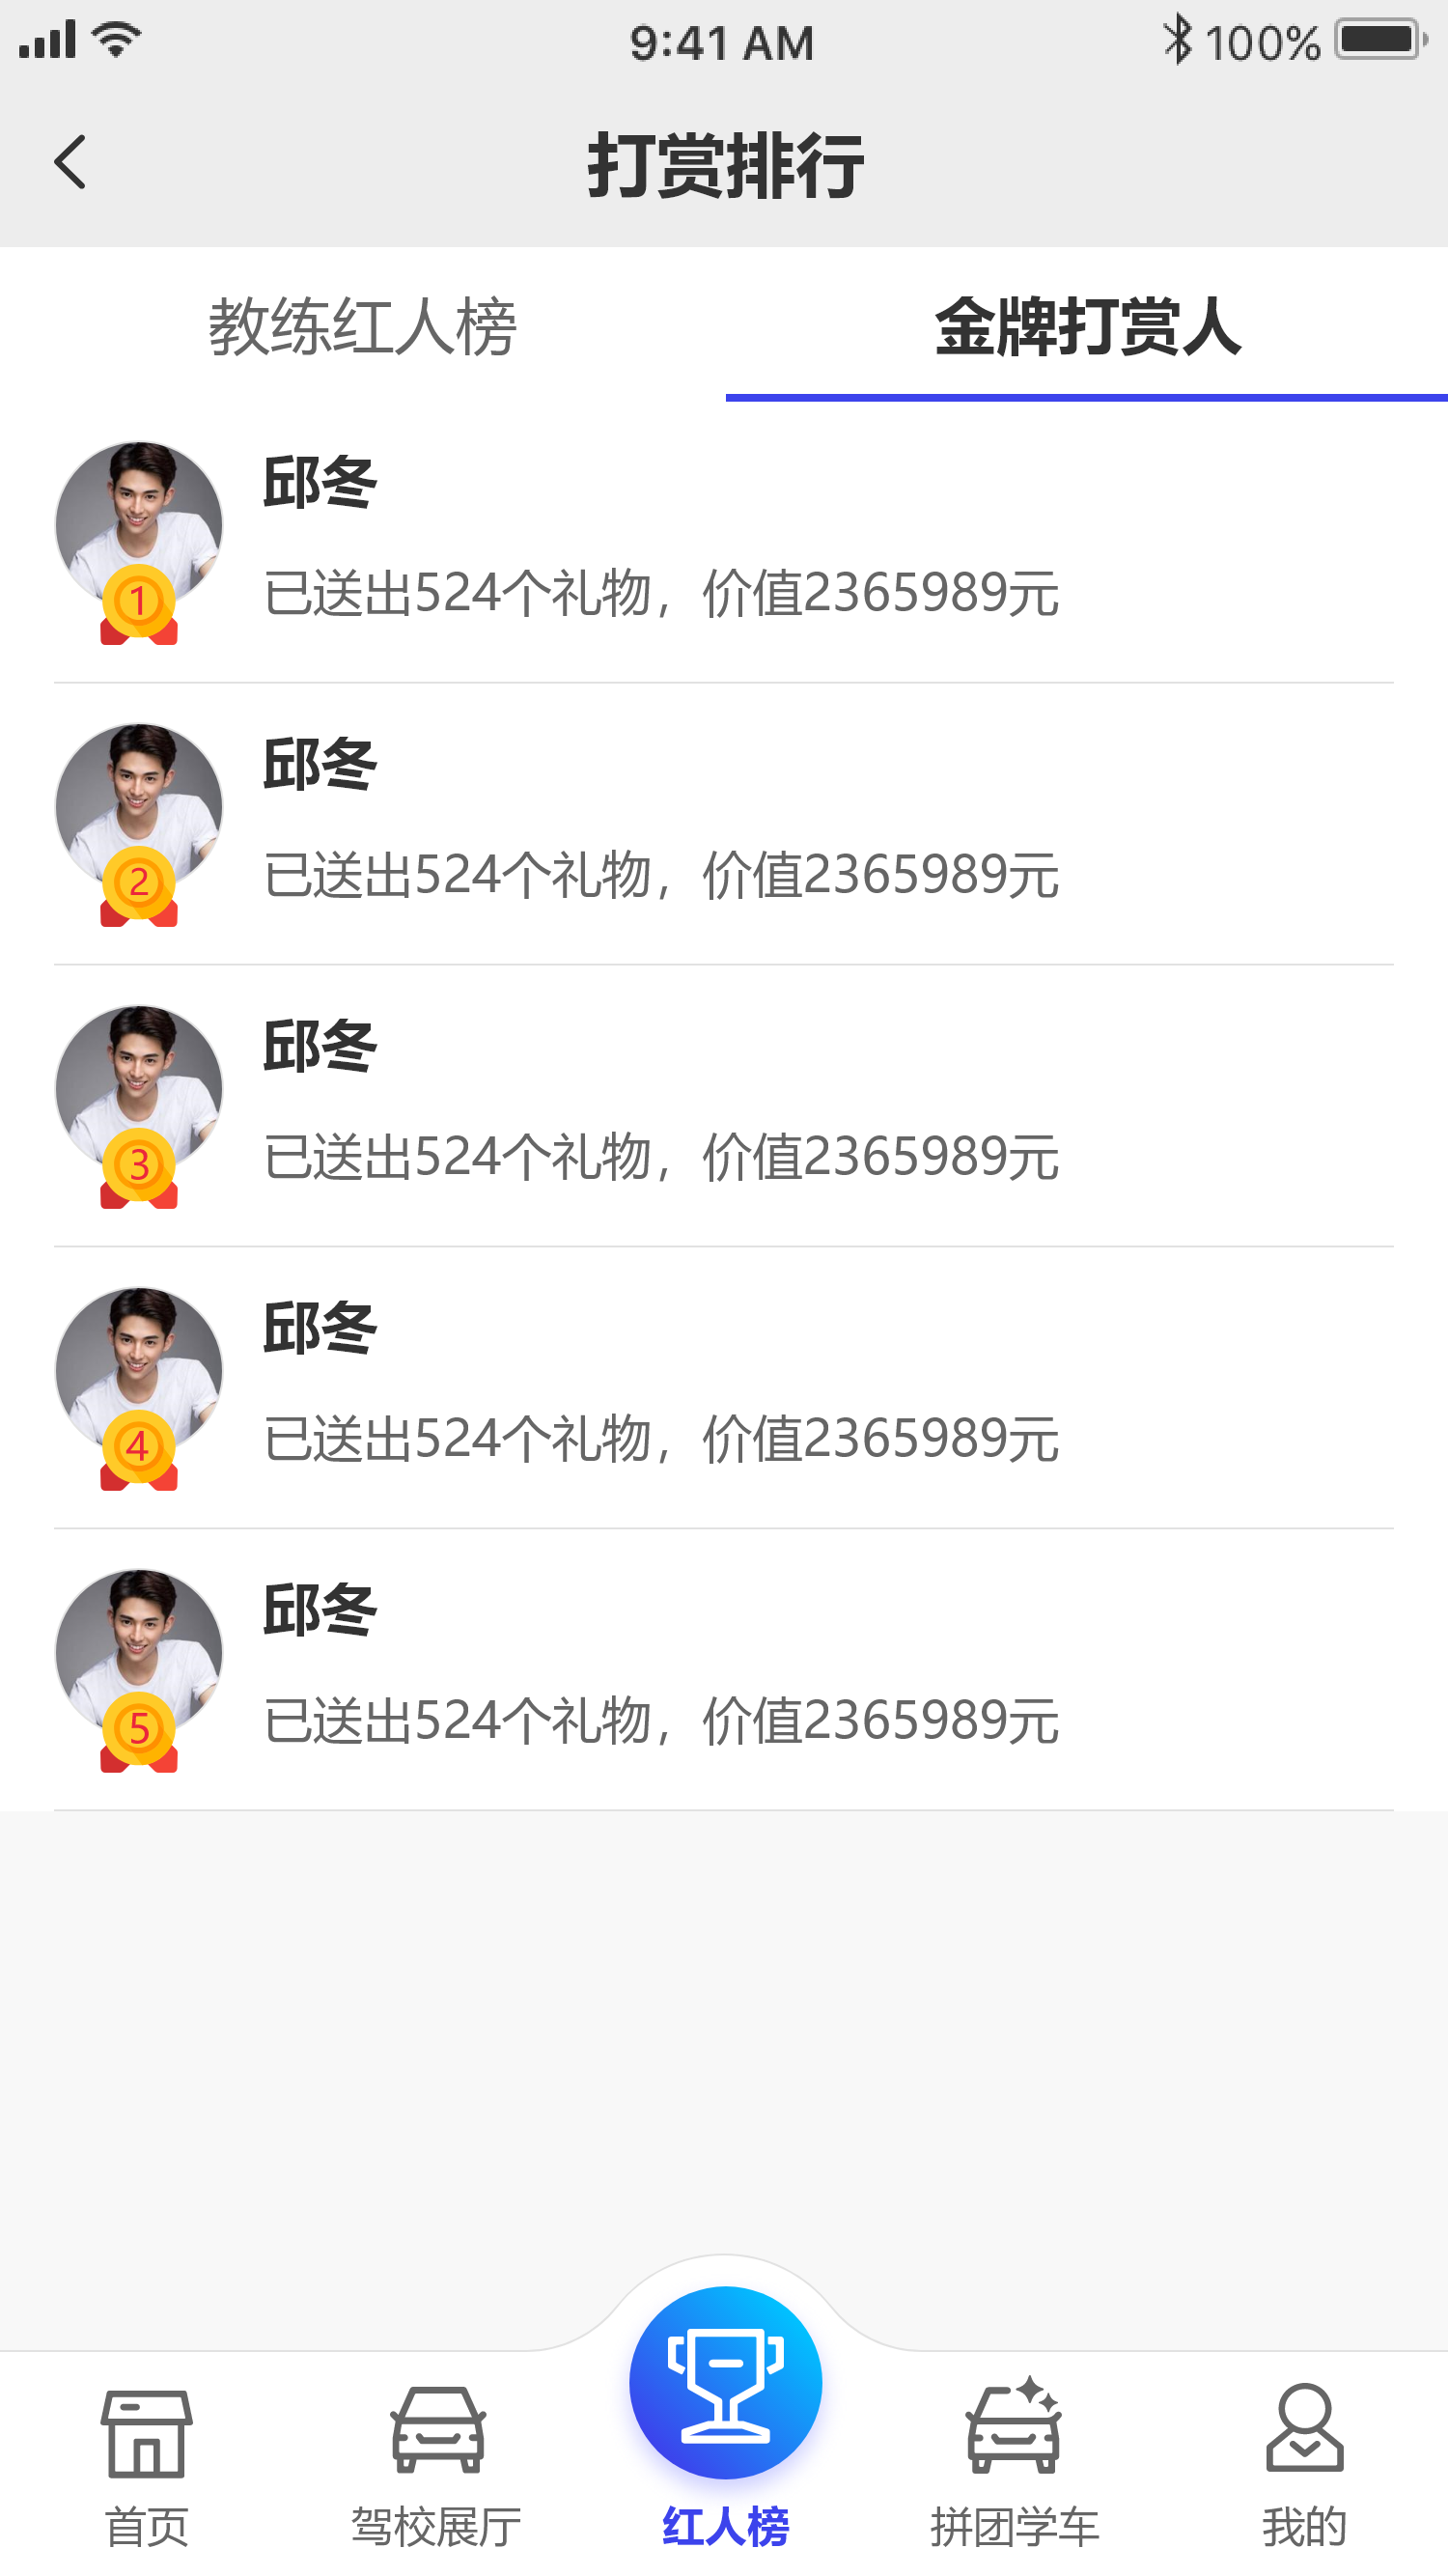 9:41 AM 100%
打赏排行
教练红人榜 金牌打赏人
邱冬
已送出524个礼物，价值2365989元
1
邱冬
已送出524个礼物，价值2365989元
2
邱冬
已送出524个礼物，价值2365989元
3
邱冬
已送出524个礼物，价值2365989元
4
邱冬
已送出524个礼物，价值2365989元
5
首页 驾校展厅 红人榜 拼团学车 我的